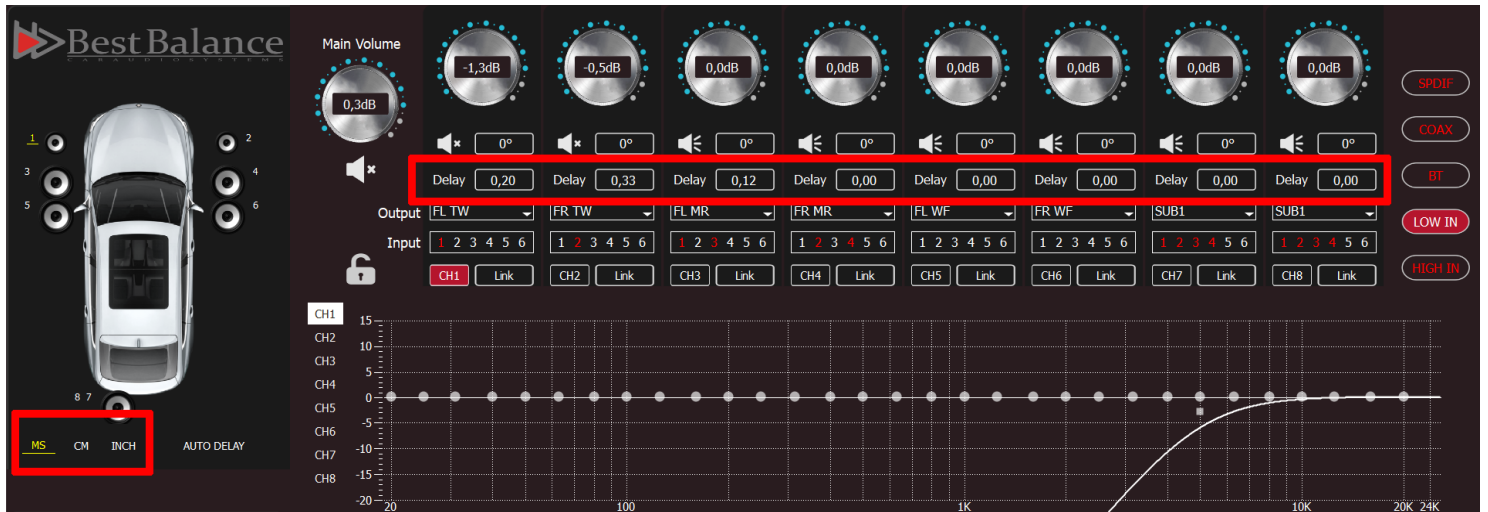 Best Balance
CARAUDIOSYSTEMS
1
2
3
4
5
6
8 7
MS CM INCH AUTO DELAY
Main Volume
0,3dB
-1,3dB -0,5dB 0,0dB 0,0dB 0,0dB 0,0dB 0,0dB 0,0dB
0° 0° 0° 0° 0° 0° 0° 0°
Delay 0,20 Delay 0,33 Delay 0,12 Delay 0,00 Delay 0,00 Delay 0,00 Delay 0,00 Delay 0,00
Output FL TW FR TW FL MR FR MR FL WF FR WF SUB1 SUB1
Input 1 2 3 4 5 6 1 2 3 4 5 6 1 2 3 4 5 6 1 2 3 4 5 6 1 2 3 4 5 6 1 2 3 4 5 6 1 2 3 4 5 6 1 2 3 4 5 6
CH1 Link CH2 Link CH3 Link CH4 Link CH5 Link CH6 Link CH7 Link CH8 Link
SPDIF
COAX
BT
LOW IN
HIGH IN
CH1
CH2
CH3
CH4
CH5
CH6
CH7
CH8
15
10
5
0
-5
-10
-15
-20
20 100 1K 10K 20K 24K